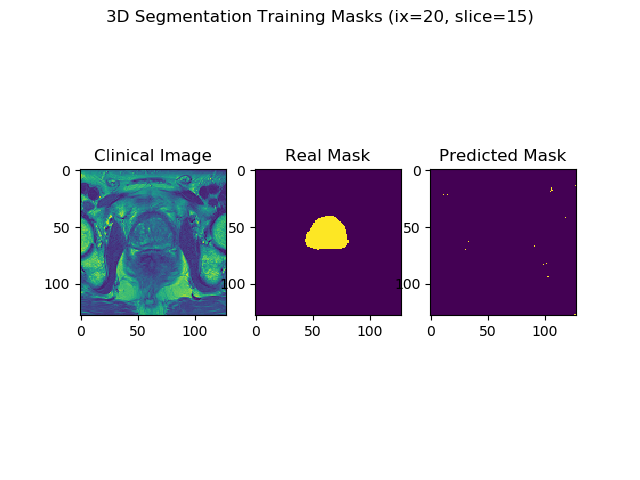 3D Segmentation Training Masks (ix=20, slice=15)
Clinical Image Real Mask Predicted Mask
0 0 0
50 50 50
100 100 100
0 50 100 0 50 100 0 50 100